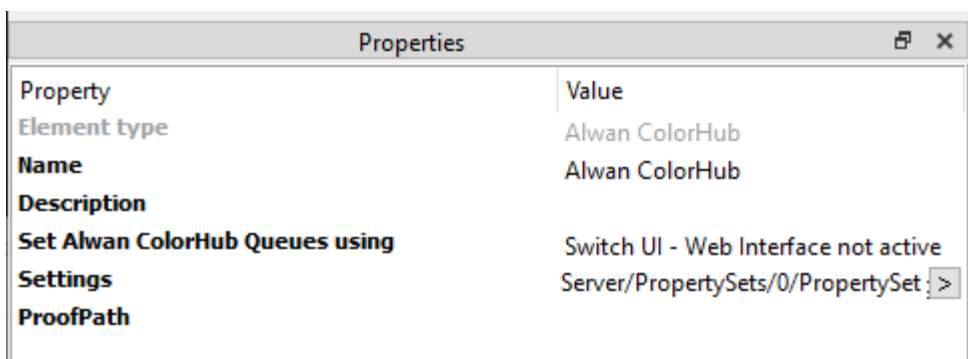 Properties
Property Value
Element type Alwan ColorHub
Name Alwan ColorHub
Description
Set Alwan ColorHub Queues using Switch UI - Web Interface not active
Settings Server/PropertySets/0/PropertySet >
ProofPath